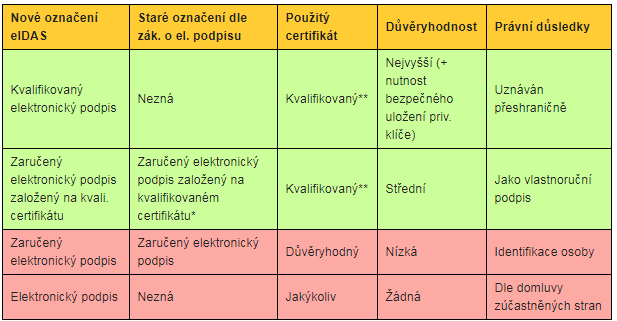 Nové označení
eIDAS
Staré označení dle
zák. o el. podpisu
Použitý
certifikát
Důvěryhodnost
Právní důsledky
Kvalifikovaný
elektronický podpis
Nezná
Kvalifikovaný**
Nejvyšší (+
nutnost
bezpečného
uložení priv.
klíče)
Uznáván
přeshraničně
Zaručený
elektronický podpis
založený na kvali.
certifikátu
Zaručený elektronický
podpis založený na
kvalifikovaném
certifikátu*
Kvalifikovaný**
Střední
Jako vlastnoruční
podpis
Zaručený
elektronický podpis
Zaručený elektronický
podpis
Důvěryhodný
Nízká
Identifikace osoby
Elektronický podpis
Nezná
Jakýkoliv
Žádná
Dle domluvy
zúčastněných stran